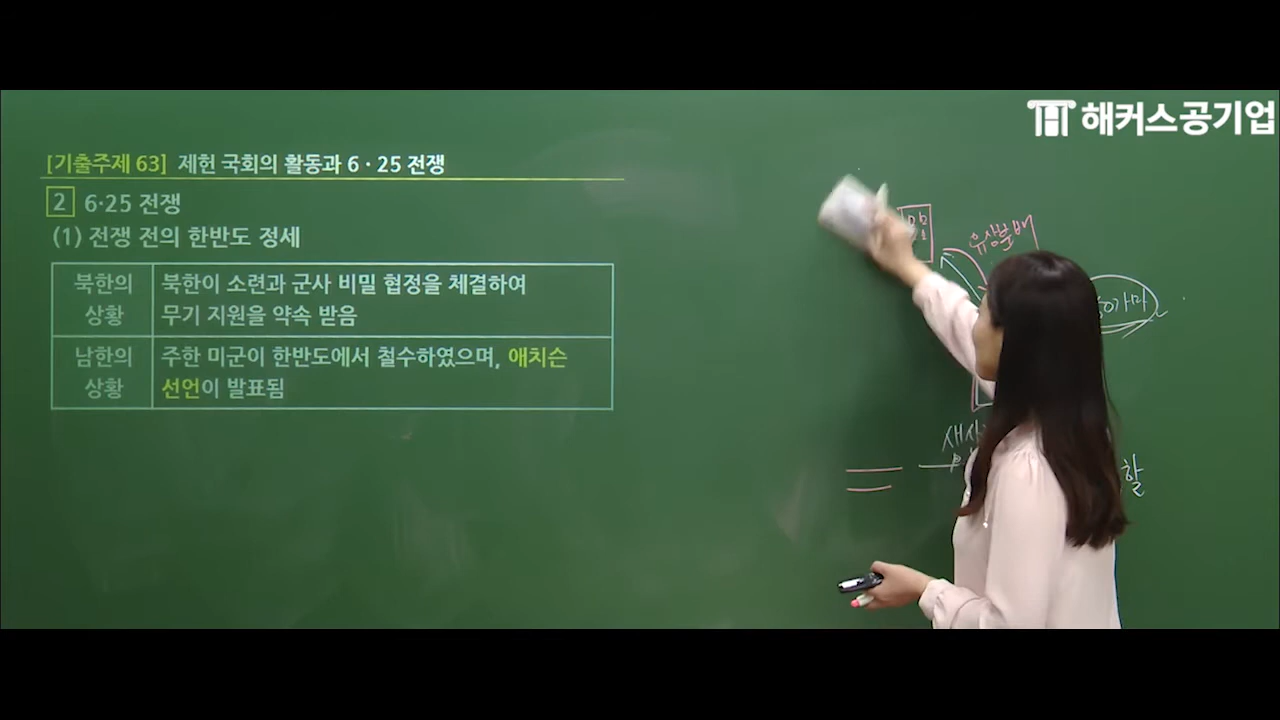 해커스공기업
[기출주제 63] 제헌 국회의 활동과 6·25 전쟁
2 6·25 전쟁
(1) 전쟁 전의 한반도 정세
북한의 상황
북한이 소련과 군사 비밀 협정을 체결하여
무기 지원을 약속 받음
남한의 상황
주한 미군이 한반도에서 철수하였으며, 애치슨
선언이 발표됨
유상분배